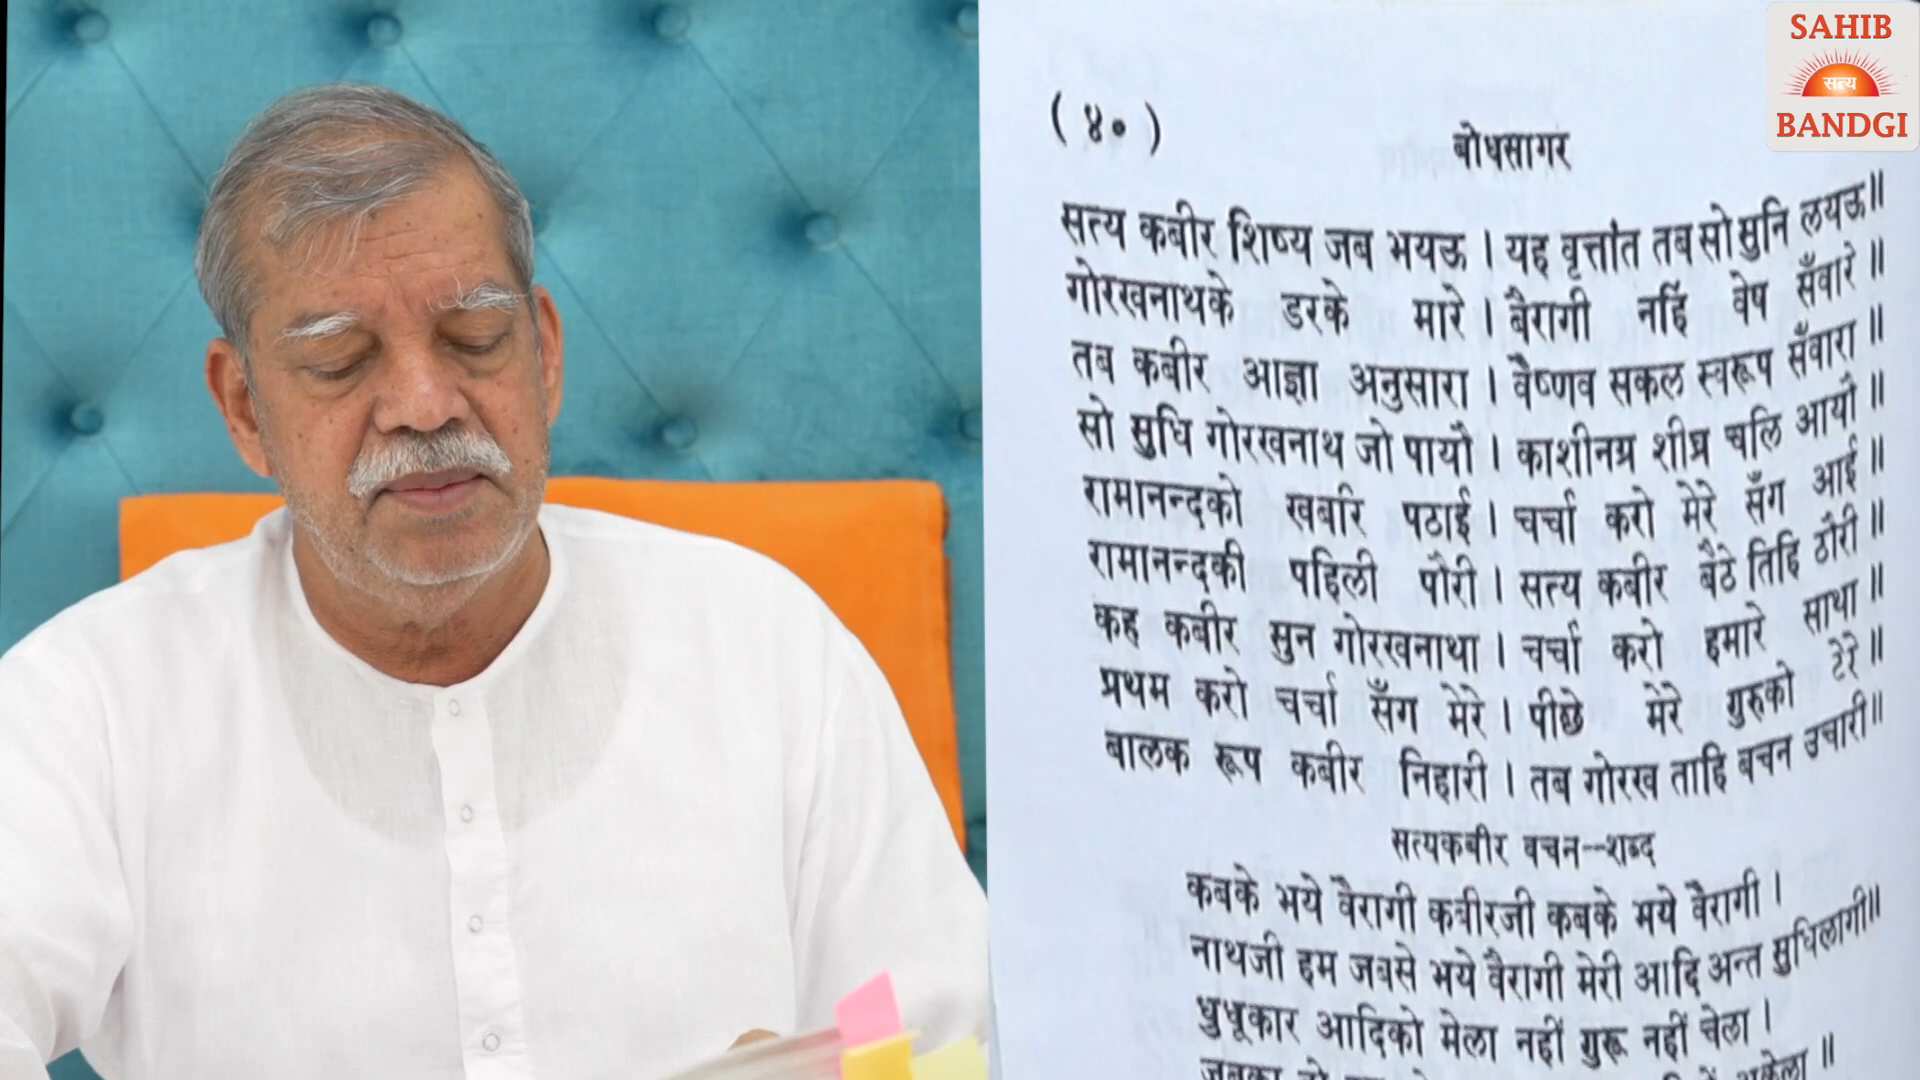 SAHIB
सत्य
BANDGI
( ४० )
बोधसागर
सत्य कबीर शिष्य जब भयऊ । यह वृत्तांत तब सो सुनि लयऊ॥
गोरखनाथके डरके मारे । बैरागी नहिं वेष सँवारे ॥
तब कबीर आज्ञा अनुसारा । वैष्णव सकल स्वरूप सँवारा ॥
सो सुधि गोरखनाथ जो पायौ । काशीनग्र शीघ्र चलि आयौ ॥
रामानन्दको खबरि पठाई । चर्चा करो मेरे सँग आई ॥
रामानन्दकी पहिली पौरी । सत्य कबीर बैठे तिहि ठौरी ॥
कह कबीर सुन गोरखनाथा । चर्चा करो हमारे साथा ॥
प्रथम करो चर्चा सँग मेरे । पीछे मेरे गुरुको टेरे ॥
बालक रूप कबीर निहारी । तब गोरख ताहि वचन उचारी॥
सत्यकबीर वचन--शब्द
कबके भये वैरागी कबीरजी कबके भये वैरागी ।
नाथजी हम जबसे भये वैरागी मेरी आदि अन्त सुधिलागी॥
धुधूकार आदिको मेला नहीं गुरू नहीं चेला ।